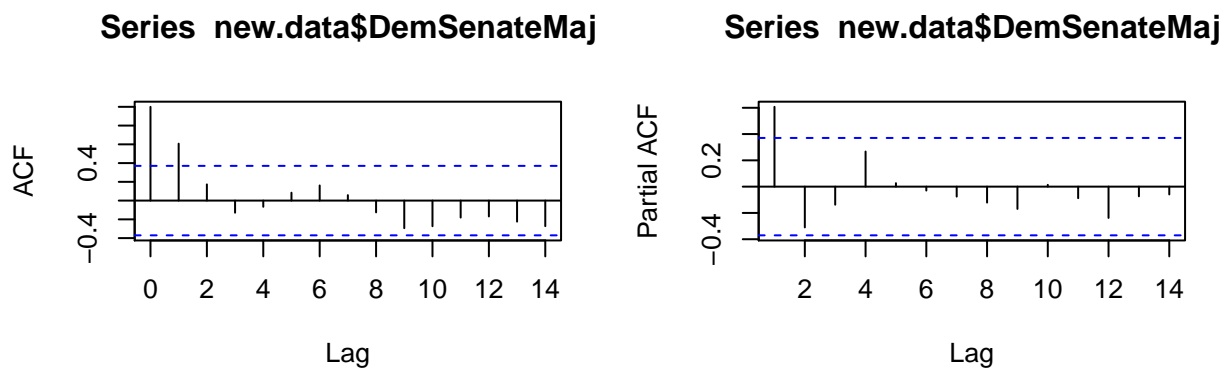 Series new.data$DemSenateMaj
ACF
0.4
−0.4
0 2 4 6 8 10 12 14
Lag
Series new.data$DemSenateMaj
Partial ACF
0.2
−0.4
2 4 6 8 10 12 14
Lag